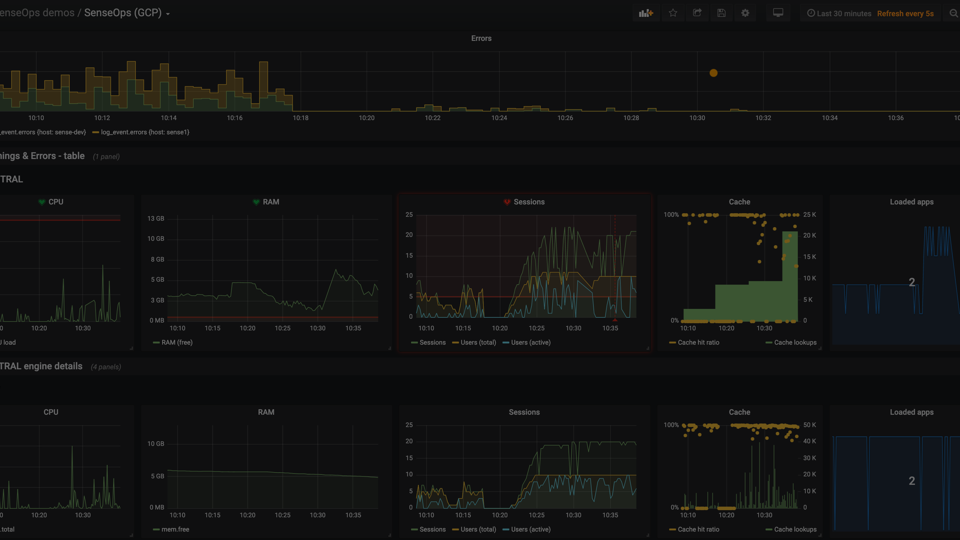 enseOps demos / SenseOps (GCP)
Last 30 minutes Refresh every 5s
Errors
10:10 10:12 10:14 10:16 10:18 10:20 10:22 10:24 10:26 10:28 10:30 10:32 10:34 10:36
_event.errors (host: sense-dev) log_event.errors (host: sense1)
nings & Errors - table (1 panel)
TRAL
CPU
10:20 10:30
l load
RAM
13 GB
10 GB
8 GB
5 GB
3 GB
0 MB
10:10 10:15 10:20 10:25 10:30 10:35
RAM (free)
Sessions
25
20
15
10
5
0
10:10 10:15 10:20 10:25 10:30 10:35
Sessions Users (total) Users (active)
Cache
100% 25 K
20 K
15 K
10 K
5 K
0% 0
10:10 10:20 10:30
Cache hit ratio Cache lookups
Loaded apps
2
TRAL engine details (4 panels)
CPU
10:20 10:30
.total
RAM
10 GB
5 GB
0 MB
10:10 10:15 10:20 10:25 10:30 10:35
mem.free
Sessions
25
20
15
10
5
0
10:10 10:15 10:20 10:25 10:30 10:35
Sessions Users (total) Users (active)
Cache
100% 50 K
40 K
30 K
20 K
10 K
0% 0
10:10 10:20 10:30
Cache hit ratio Cache lookups
Loaded apps
2